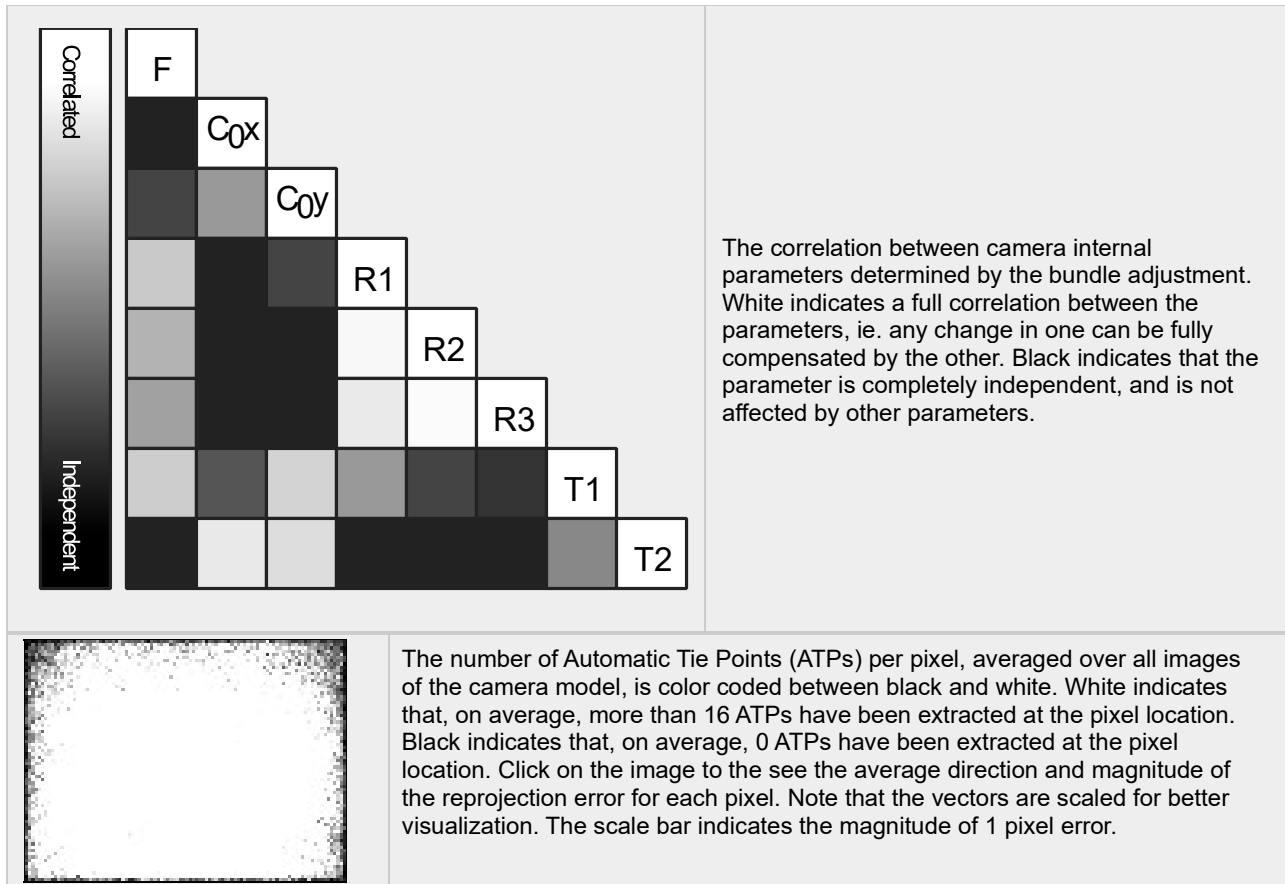 Correlated
Independent
F
C0x
C0y
R1
R2
R3
T1
T2
The correlation between camera internal
parameters determined by the bundle adjustment.
White indicates a full correlation between the
parameters, ie. any change in one can be fully
compensated by the other. Black indicates that the
parameter is completely independent, and is not
affected by other parameters.
The number of Automatic Tie Points (ATPs) per pixel, averaged over all images
of the camera model, is color coded between black and white. White indicates
that, on average, more than 16 ATPs have been extracted at the pixel location.
Black indicates that, on average, 0 ATPs have been extracted at the pixel
location. Click on the image to the see the average direction and magnitude of
the reprojection error for each pixel. Note that the vectors are scaled for better
visualization. The scale bar indicates the magnitude of 1 pixel error.